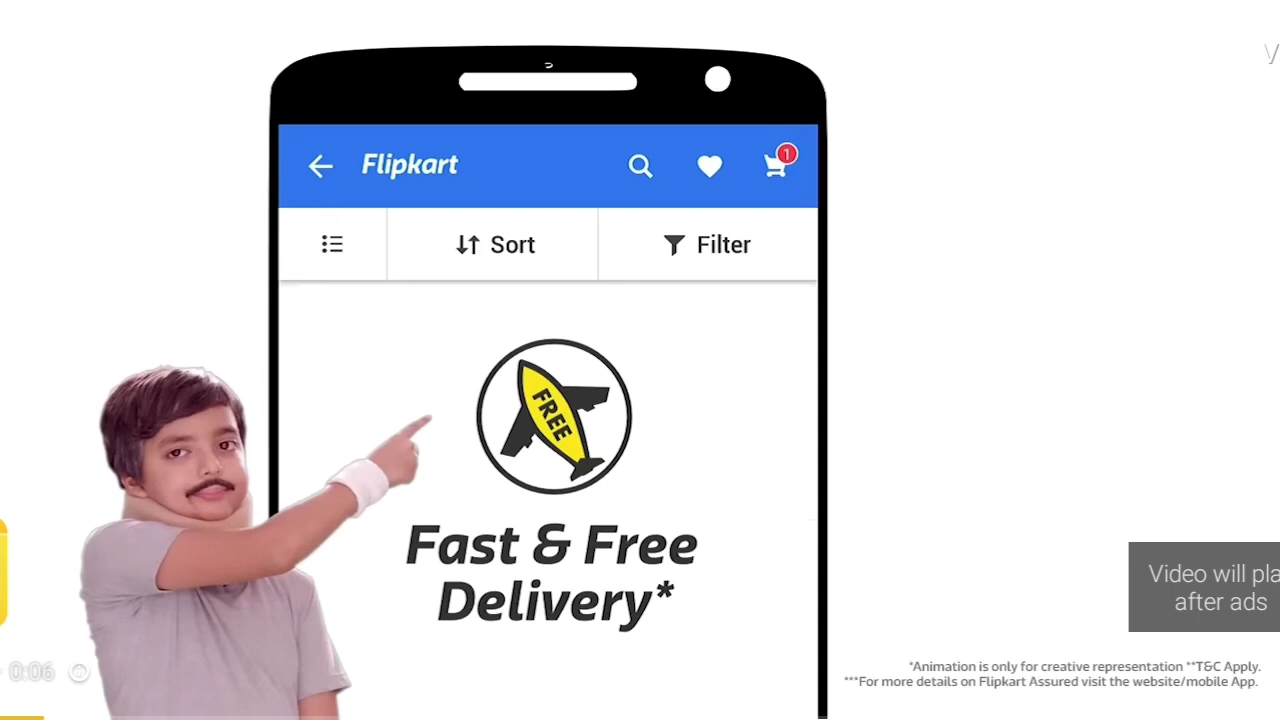 Flipkart
1
Sort
Filter
FREE
Fast & Free
Delivery*
Video will
after ads
0:06
*Animation is only for creative representation **T&C Apply.
***For more details on Flipkart Assured visit the website/mobile App.